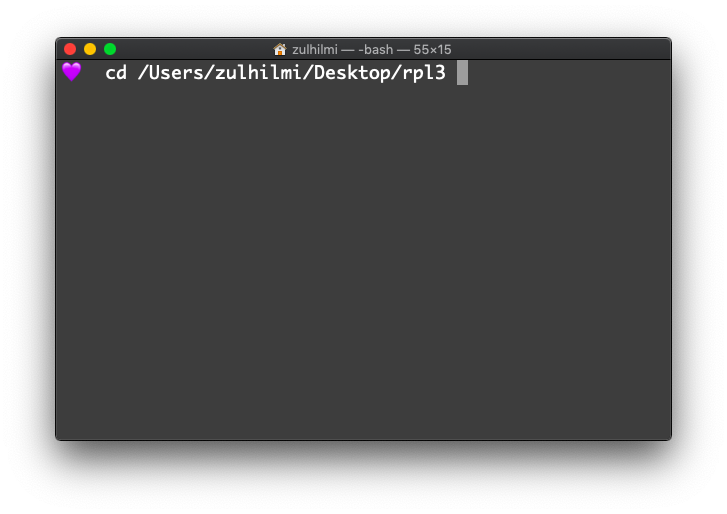 zulhilmi — -bash — 55×15
cd /Users/zulhilmi/Desktop/rpl3